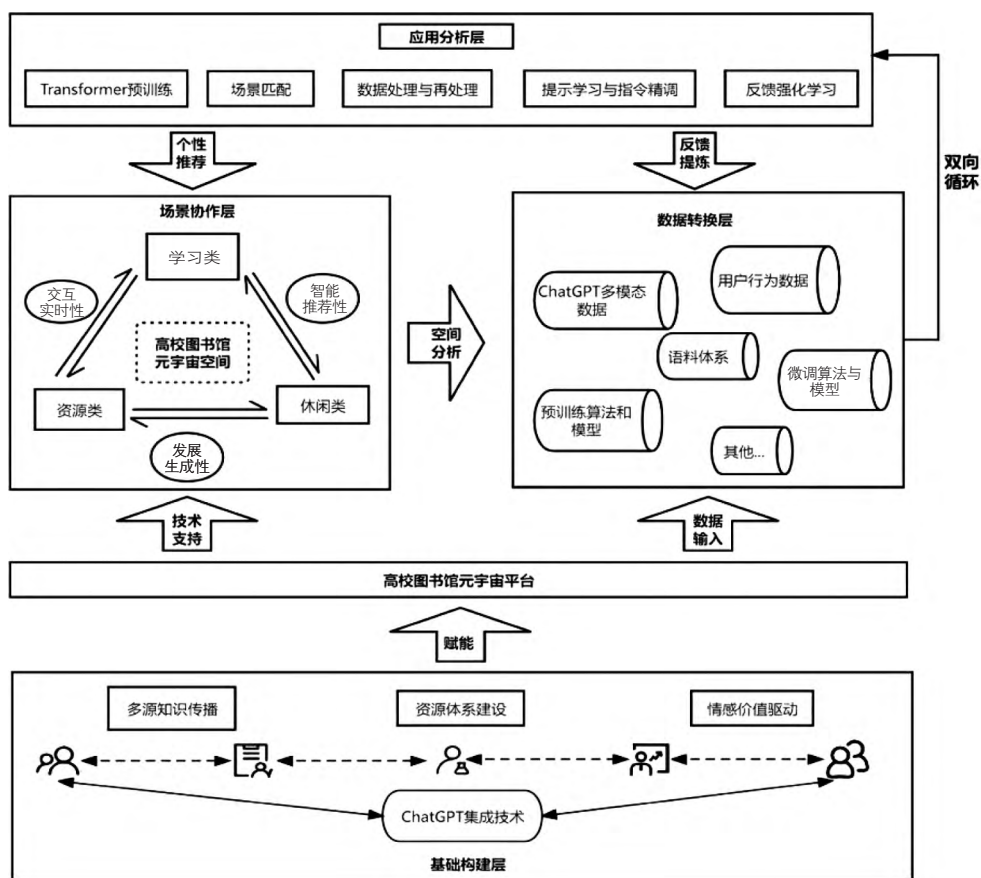 应用分析层
Transformer预训练
场景匹配
数据处理与再处理
提示学习与指令精调
反馈强化学习
个性
推荐
反馈
提炼
双向
循环
场景协作层
学习类
交互
实时性
智能
推荐性
高校图书馆
元宇宙空间
资源类
休闲类
发展
生成性
空间
分析
数据转换层
ChatGPT多模态
数据
用户行为数据
语料体系
微调算法与
模型
预训练算法和
模型
其他...
技术
支持
数据
输入
高校图书馆元宇宙平台
赋能
多源知识传播
资源体系建设
情感价值驱动
ChatGPT集成技术
基础构建层